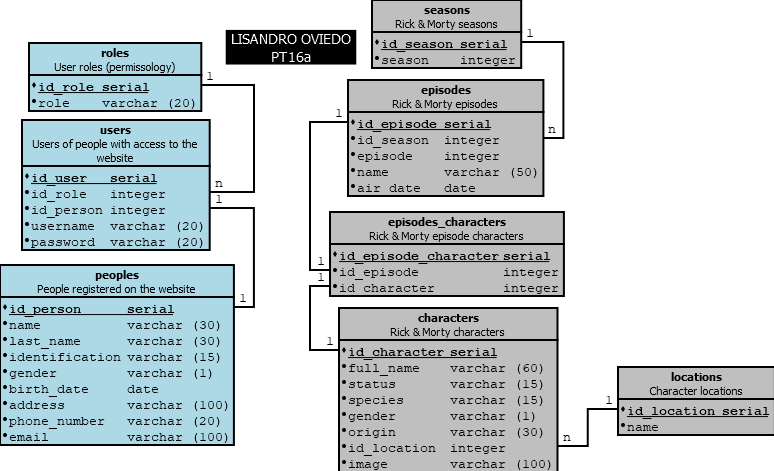 LISANDRO OVIEDO
PT16a
roles
User roles (permissology)
id_role serial
role varchar (20)
1
n
users
Users of people with access to the
website
id_user serial
id_role integer
id_person integer
username varchar (20)
password varchar (20)
1
1
peoples
People registered on the website
id_person serial
name varchar (30)
last_name varchar (30)
identification varchar (15)
gender varchar (1)
birth_date date
address varchar (100)
phone_number varchar (20)
email varchar (100)
seasons
Rick & Morty seasons
id_season serial
season integer
1
n
episodes
Rick & Morty episodes
id_episode serial
id_season integer
episode integer
name varchar (50)
air_date date
1
1
episodes_characters
Rick & Morty episode characters
id_episode_character serial
id_episode integer
id_character integer
1
1
characters
Rick & Morty characters
id_character serial
full_name varchar (60)
status varchar (15)
species varchar (15)
gender varchar (1)
origin varchar (30)
id_location integer
image varchar (100)
n
1
locations
Character locations
id_location serial
name